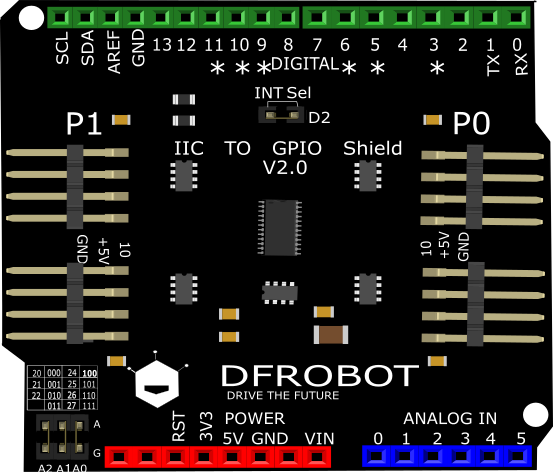 SCL SDA AREF GND 13 12 11 10 9 8 7 6 5 4 3 2 1 0
* * * DIGITAL * * *
TX RX
INT Sel
D2
P1 P0
IIC TO GPIO Shield
V2.0
GND +5V 10
10 +5V GND
DFROBOT
DRIVE THE FUTURE
20 000 24 100
21 001 25 101
22 010 26 110
011 27 111
A
G
A2 A1 A0
RST 3V3 POWER
5V GND VIN
ANALOG IN
0 1 2 3 4 5